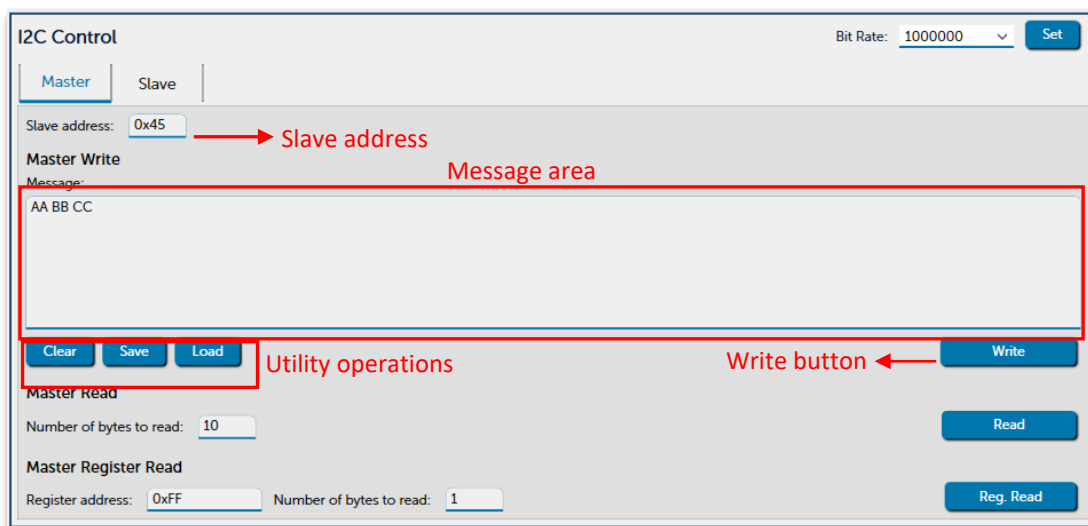 I2C Control
Bit Rate: 1000000 Set
Master Slave
Slave address: 0x45 Slave address
Master Write
Message area
Message:
AA BB CC
Clear Save Load Utility operations Write button Write
Master Read
Number of bytes to read: 10 Read
Master Register Read
Register address: 0xFF Number of bytes to read: 1 Reg. Read